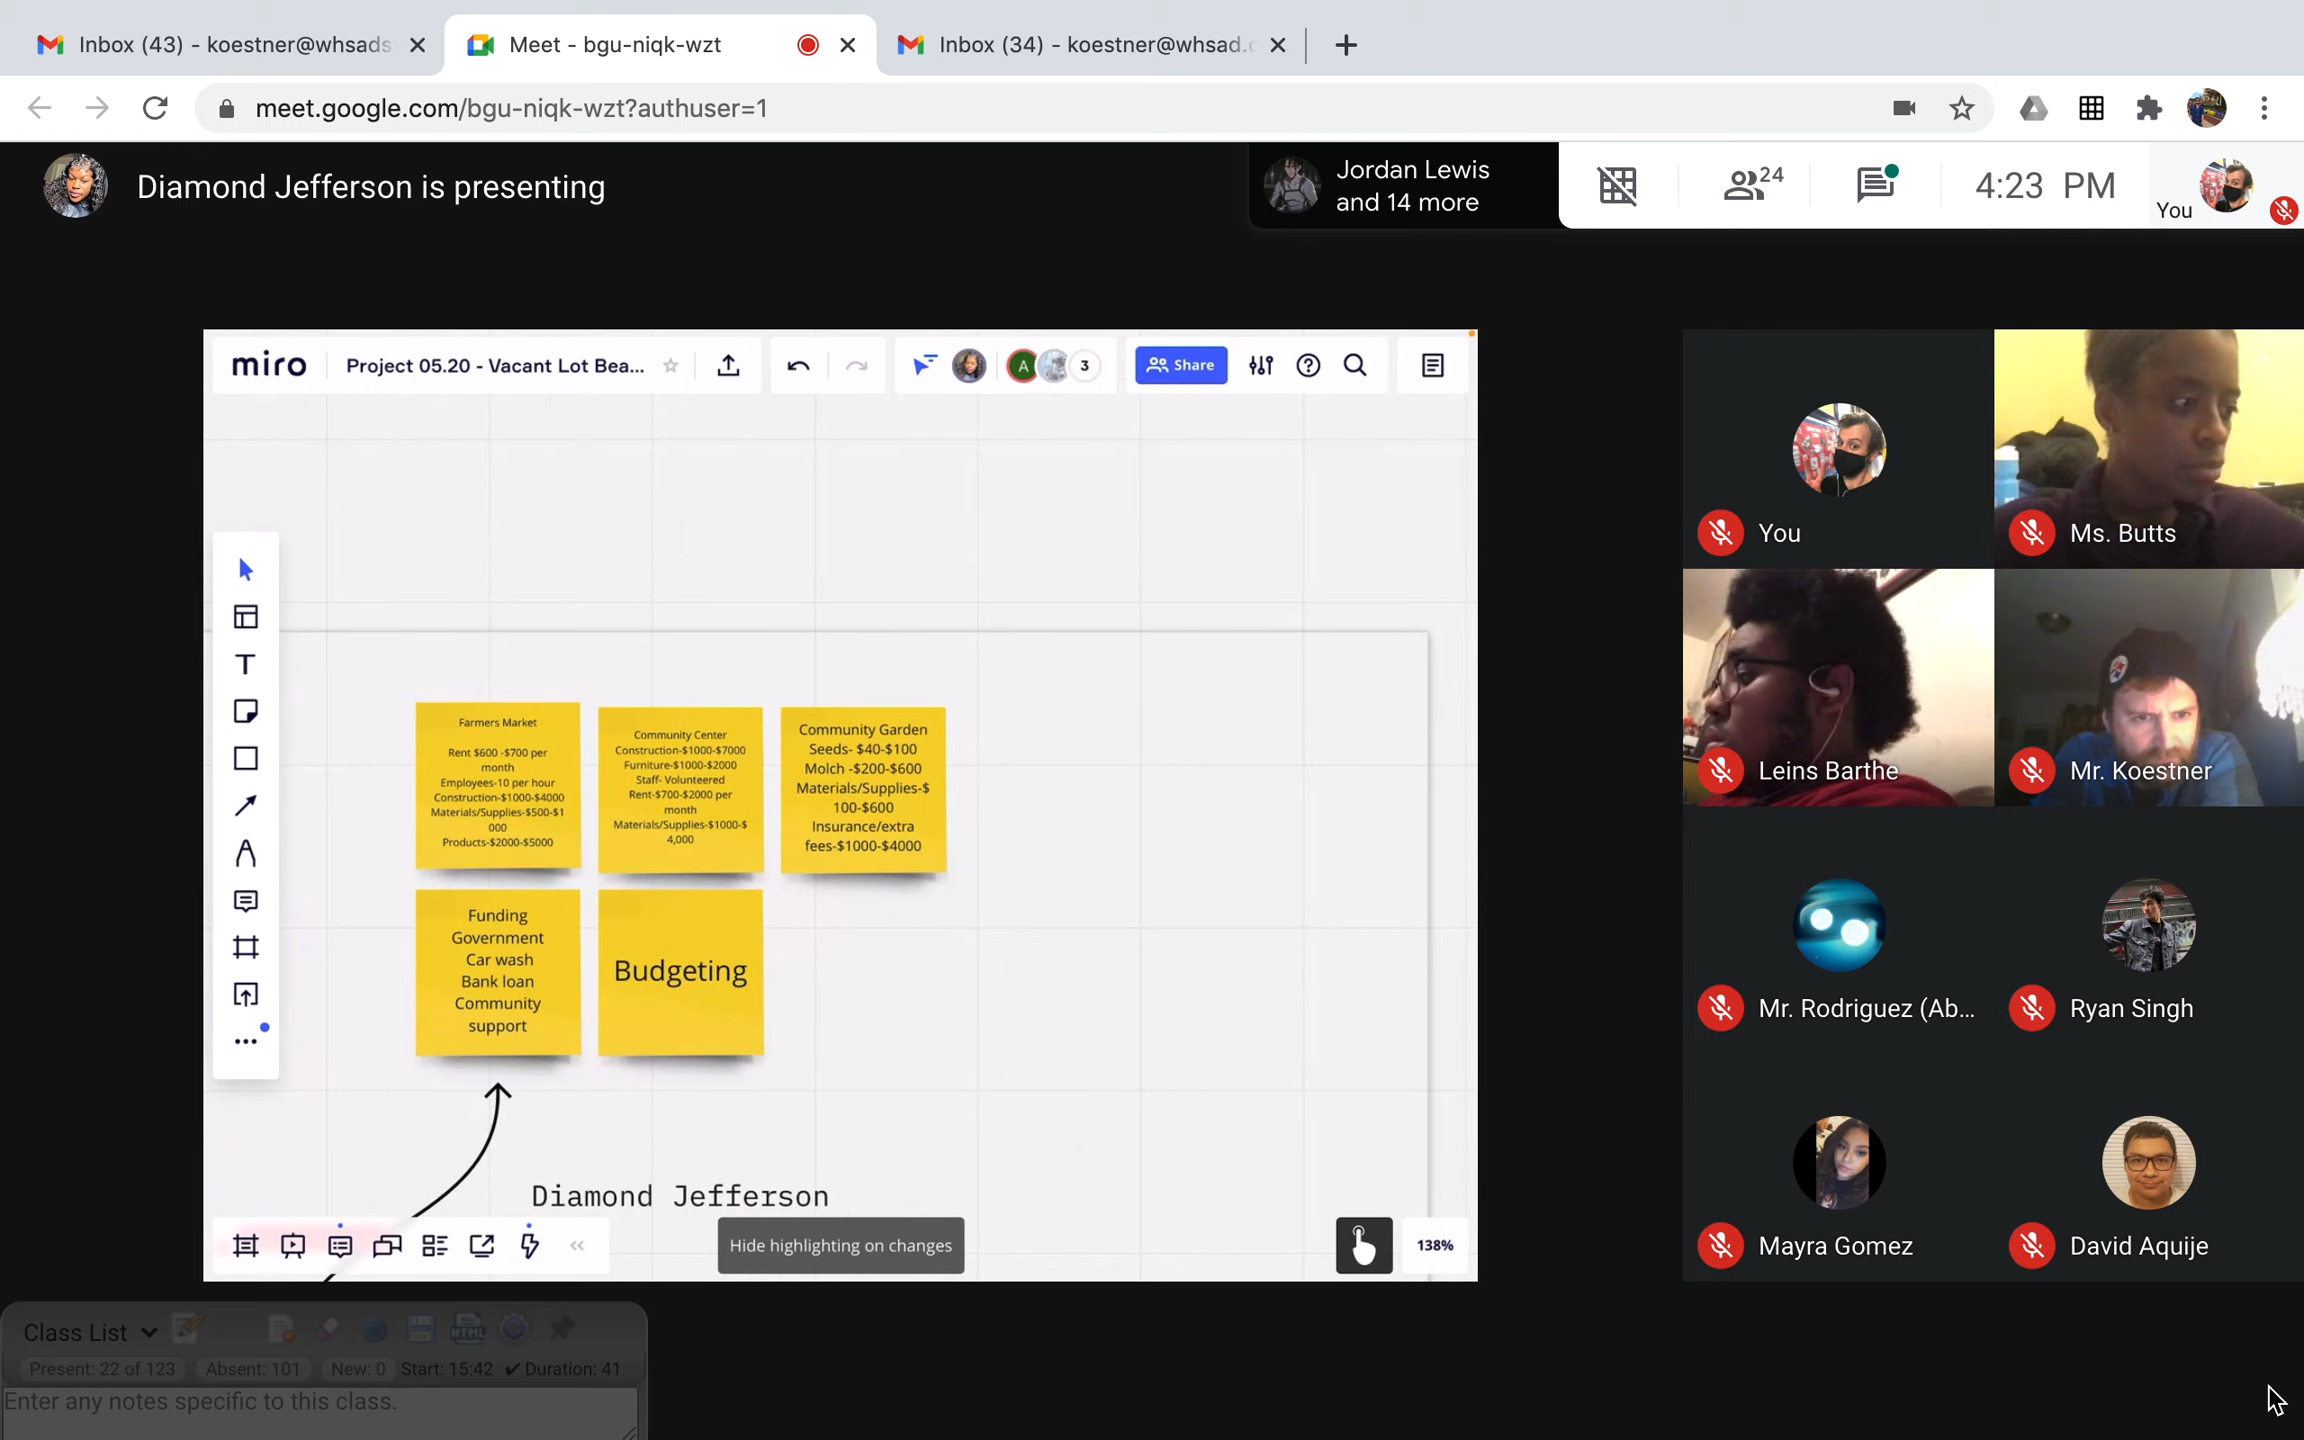 Inbox (43) - koestner@whsads
Meet - bgu-niqk-wzt
Inbox (34) - koestner@whsad.
meet.google.com/bgu-niqk-wzt?authuser=1
Diamond Jefferson is presenting
Jordan Lewis
and 14 more
24
4:23 PM
You
miro
Project 05.20 - Vacant Lot Bea...
A
3
Share
Farmers Market
Rent $600 -$700 per
month
Employees-10 per hour
Construction-$1000-$4000
Materials/Supplies-$500-$1
000
Products-$2000-$5000
Community Center
Construction-$1000-$7000
Furniture-$1000-$2000
Staff- Volunteered
Rent-$700-$2000 per
month
Materials/Supplies-$1000-$
4,000
Community Garden
Seeds- $40-$100
Molch -$200-$600
Materials/Supplies-$
100-$600
Insurance/extra
fees-$1000-$4000
Funding
Government
Car wash
Bank loan
Community
support
Budgeting
Diamond Jefferson
Hide highlighting on changes
138%
You
Ms. Butts
Leins Barthe
Mr. Koestner
Mr. Rodriguez (Ab...
Ryan Singh
Mayra Gomez
David Aquije
Class List
HTML
Present: 22 of 123
Absent: 101
New: 0
Start: 15:42
✔ Duration: 41
Enter any notes specific to this class.